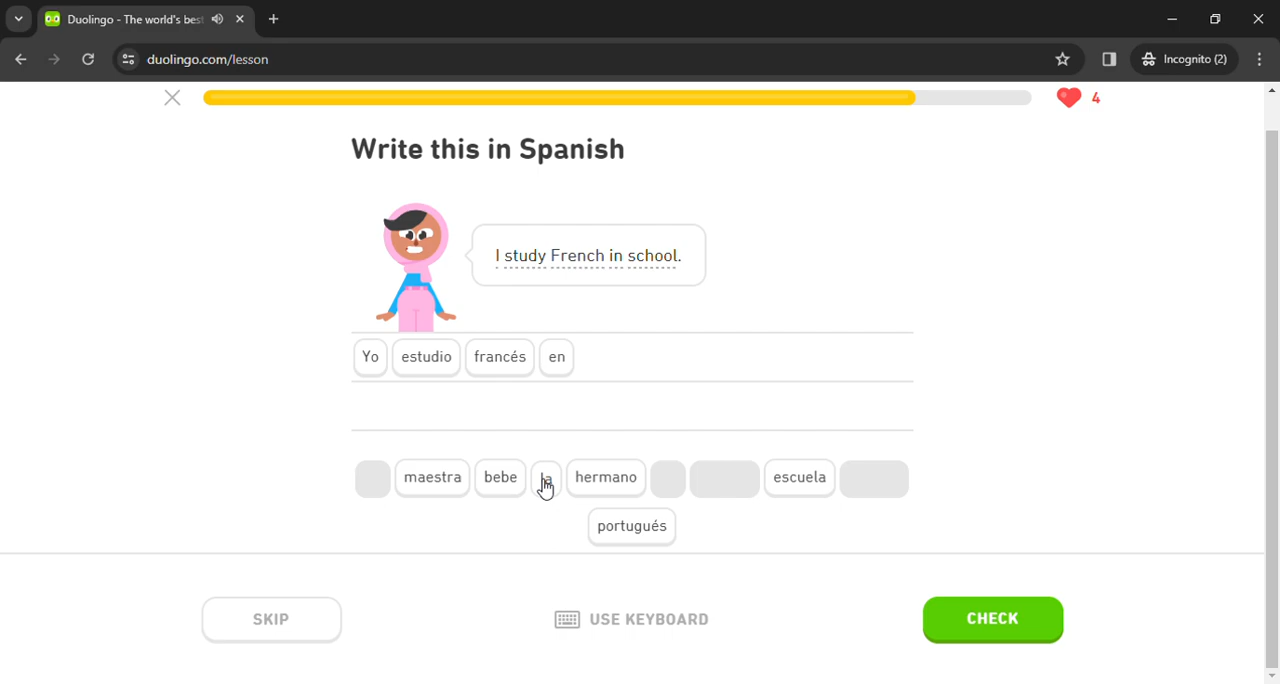 Duolingo - The world's bes
duolingo.com/lesson
Incognito (2)
4
Write this in Spanish
I study French in school.
Yo estudio francés en
maestra bebe hermano escuela
portugués
SKIP
USE KEYBOARD
CHECK